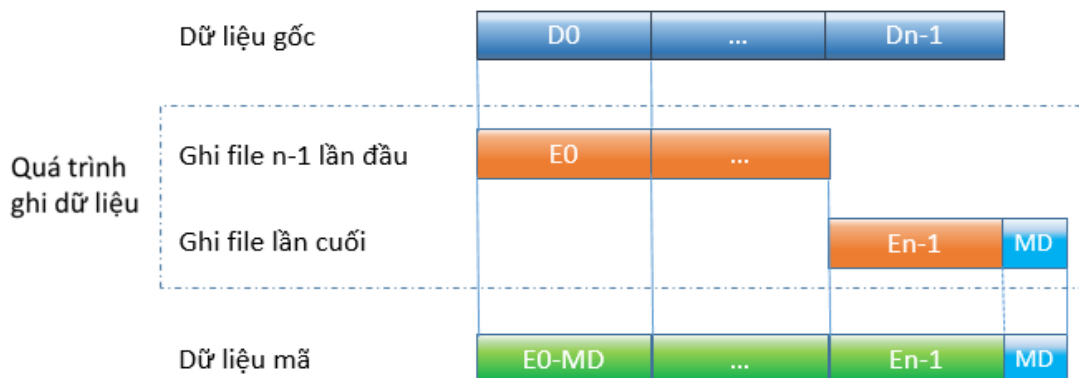 Dữ liệu gốc D0 ... Dn-1
Quá trình ghi dữ liệu
Ghi file n-1 lần đầu E0 ...
Ghi file lần cuối En-1 MD
Dữ liệu mã E0-MD ... En-1 MD